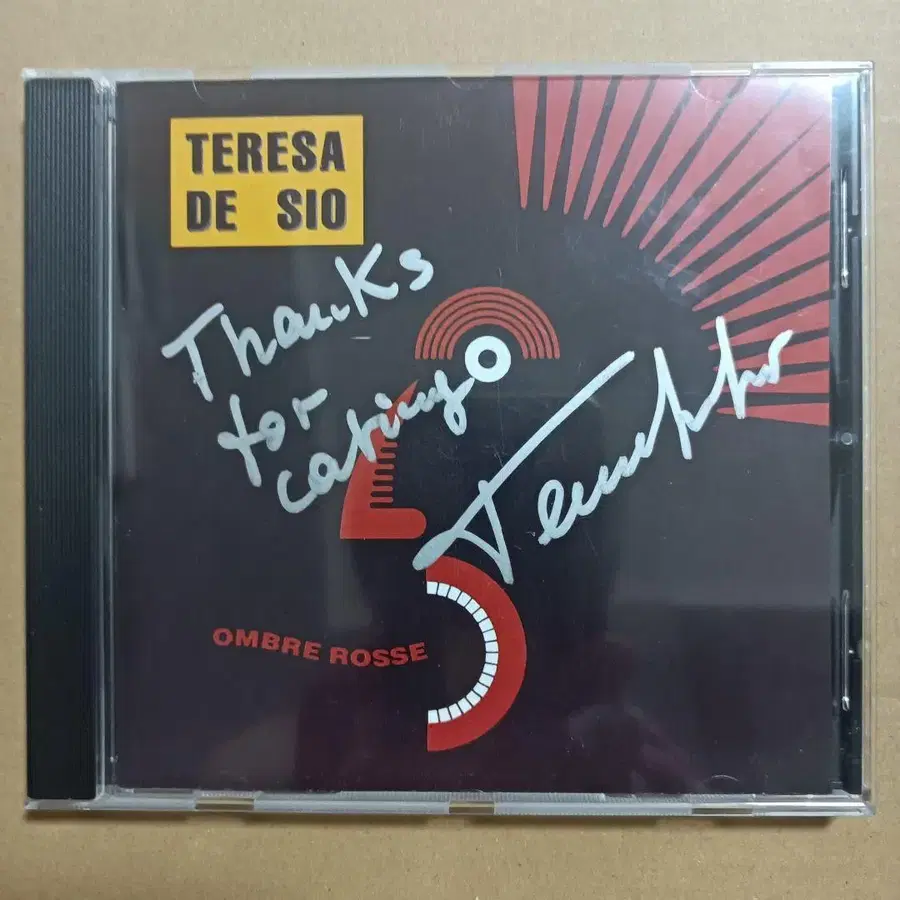 TERESA
DE SIO
Thanks
for
OMBRE ROSSE